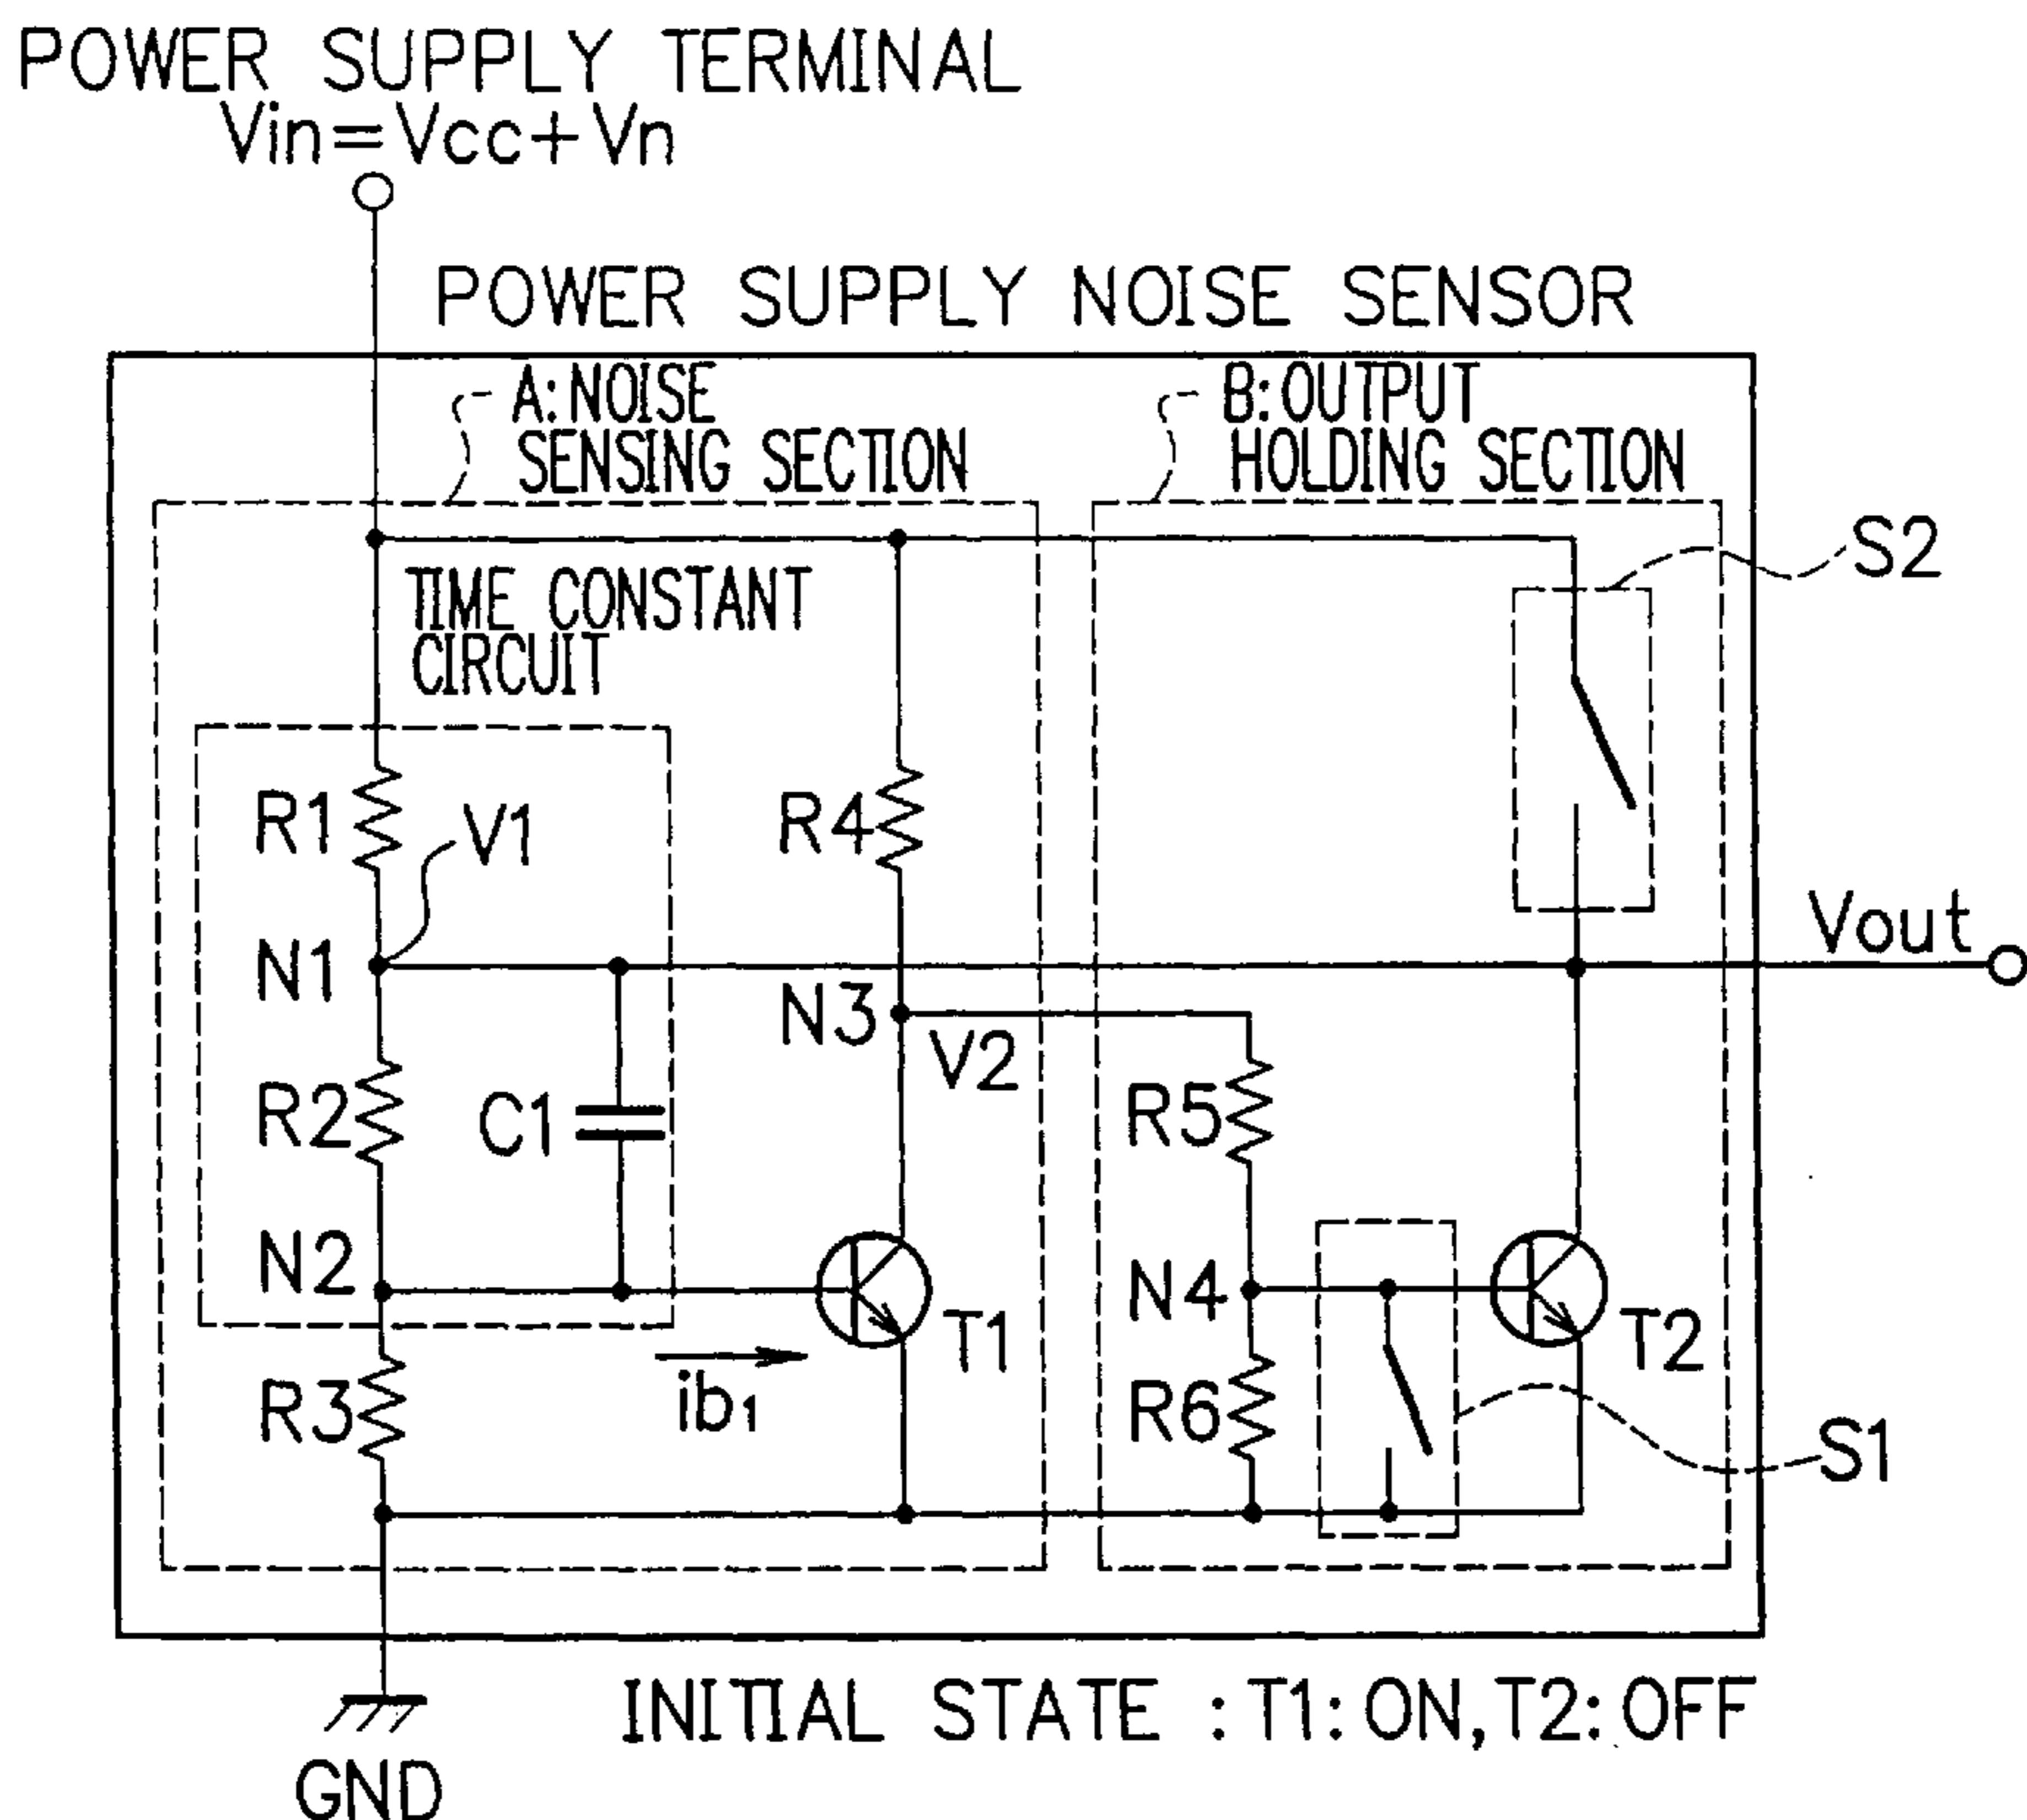 POWER SUPPLY TERMINAL
Vin=Vcc+Vn
POWER SUPPLY NOISE SENSOR
A: NOISE
SENSING SECTION
B: OUTPUT
HOLDING SECTION
S2
TIME CONSTANT
CIRCUIT
R1
V1
R4
N1
Vout
N3
V2
R2
C1
R5
N2
N4
T1
T2
ib1
R3
R6
S1
INITIAL STATE : T1: ON, T2: OFF
GND